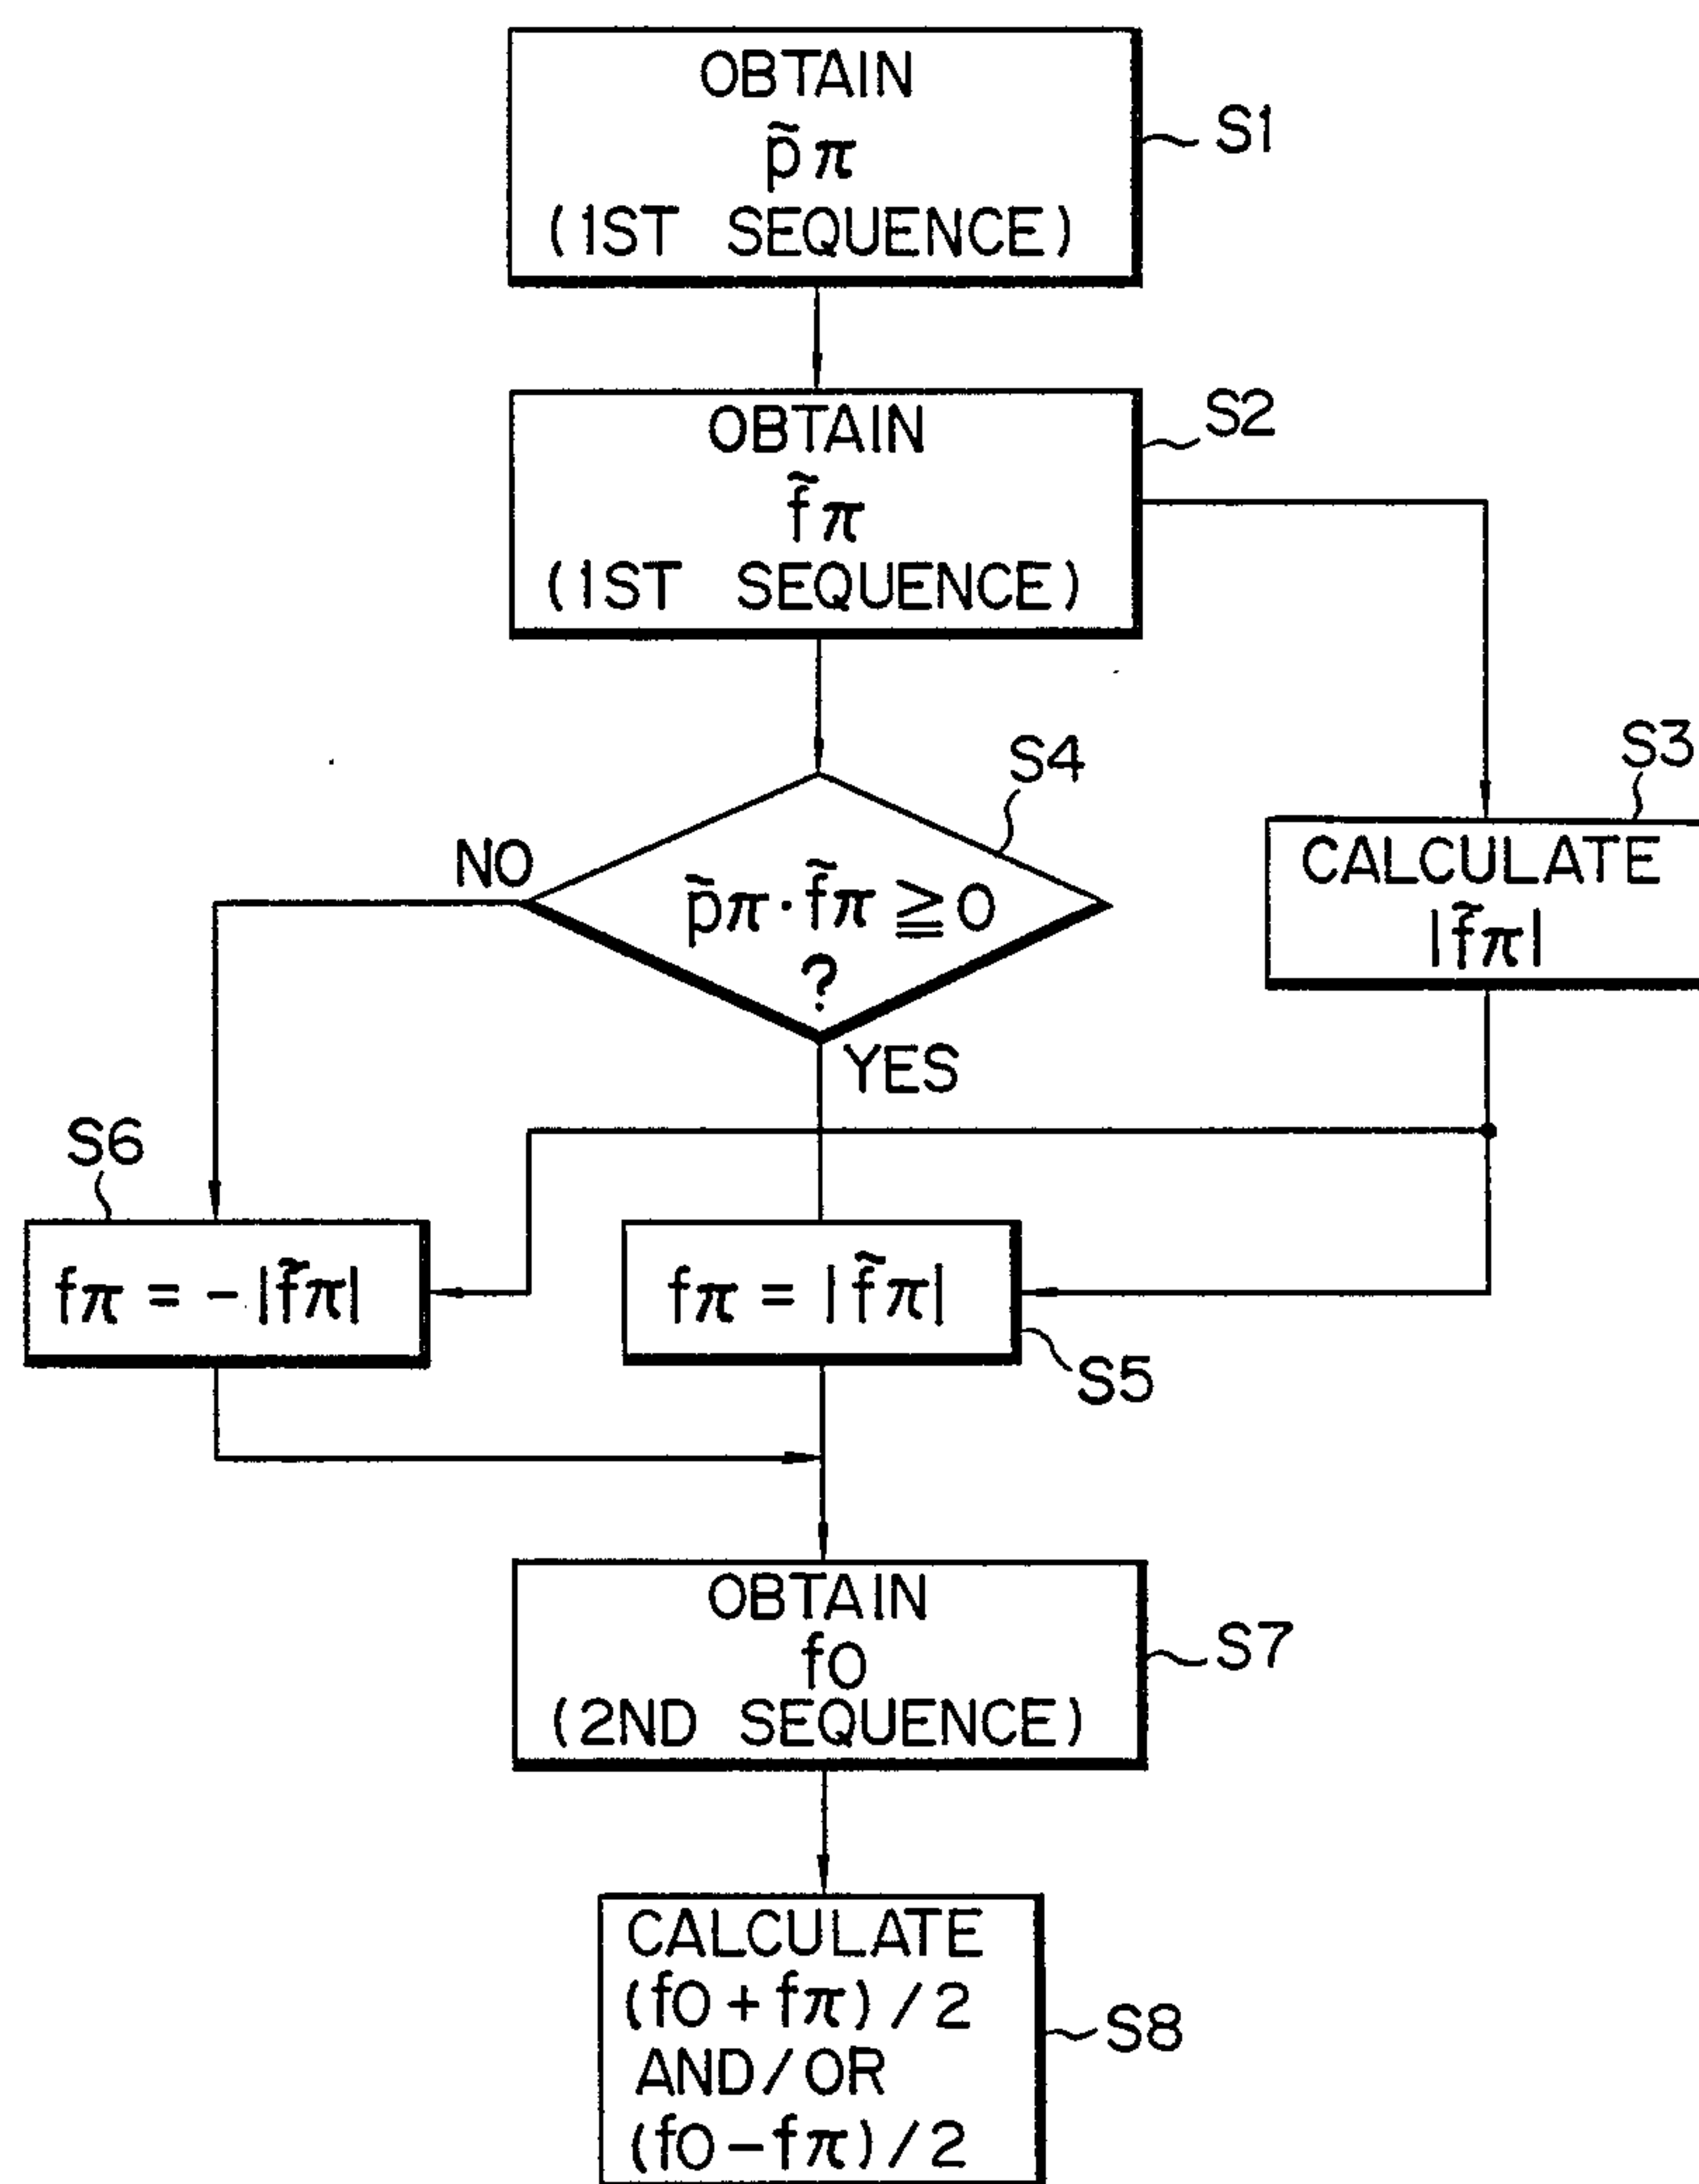 OBTAIN
p̃π
(1ST SEQUENCE)
S1
OBTAIN
f̃π
(1ST SEQUENCE)
S2
S3
CALCULATE
|f̃π|
S4
NO
p̃π·f̃π ≧ 0
?
YES
S6
fπ = -|f̃π|
fπ = |f̃π|
S5
OBTAIN
f0
(2ND SEQUENCE)
S7
CALCULATE
(f0+fπ)/2
AND/OR
(f0-fπ)/2
S8